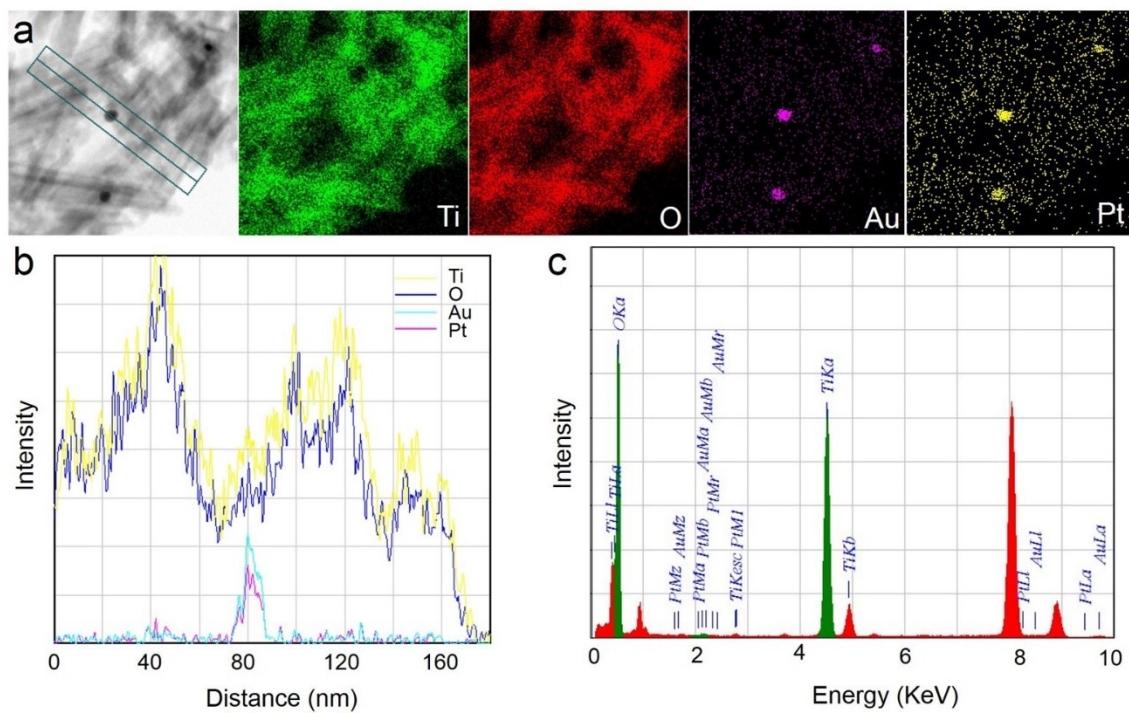 a
Ti
O
Au
Pt
b
Ti
O
Au
Pt
Intensity
0
40
80
120
160
Distance (nm)
c
OKa
TiLl
TiLa
PtMz
AuMz
PtMa
PtMb
AuMa
PtMr
AuMb
AuMr
TiKesc
PtM1
TiKa
TiKb
PtLl
AuLl
PtLa
AuLa
Intensity
0
2
4
6
8
10
Energy (KeV)